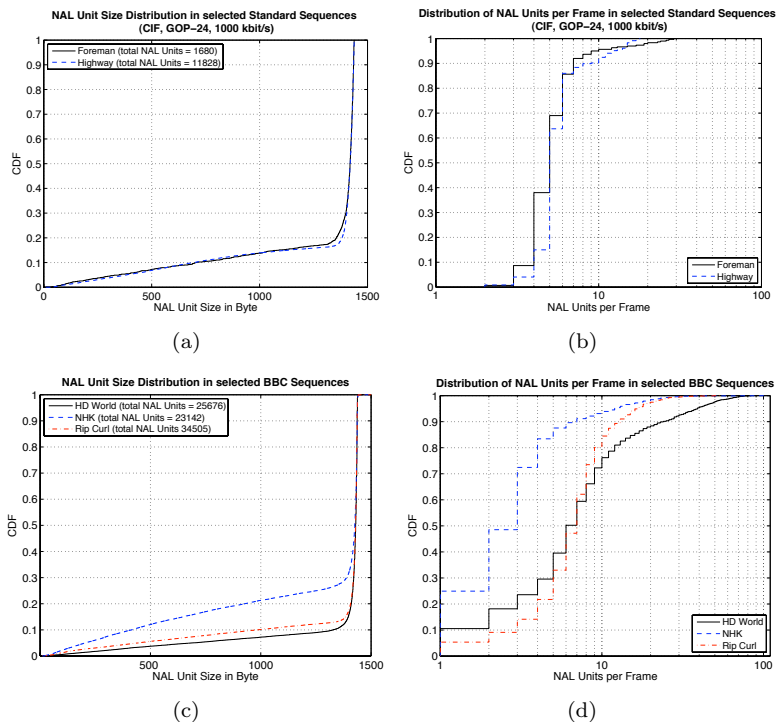 NAL Unit Size Distribution in selected Standard Sequences
(CIF, GOP−24, 1000 kbit/s)
1
0.9
0.8
0.7
0.6
0.5
0.4
0.3
0.2
0.1
0
CDF
Foreman (total NAL Units = 1680)
Highway (total NAL Units = 11828)
0 500 1000 1500
NAL Unit Size in Byte
(a)
Distribution of NAL Units per Frame in selected Standard Sequences
(CIF, GOP−24, 1000 kbit/s)
1
0.9
0.8
0.7
0.6
0.5
0.4
0.3
0.2
0.1
0
CDF
Foreman
Highway
1 10 100
NAL Units per Frame
(b)
NAL Unit Size Distribution in selected BBC Sequences
1
0.9
0.8
0.7
0.6
0.5
0.4
0.3
0.2
0.1
0
CDF
HD World (total NAL Units = 25676)
NHK (total NAL Units = 23142)
Rip Curl (total NAL Units 34505)
500 1000 1500
NAL Unit Size in Byte
(c)
Distribution of NAL Units per Frame in selected BBC Sequences
1
0.9
0.8
0.7
0.6
0.5
0.4
0.3
0.2
0.1
0
CDF
HD World
NHK
Rip Curl
1 10 100
NAL Units per Frame
(d)